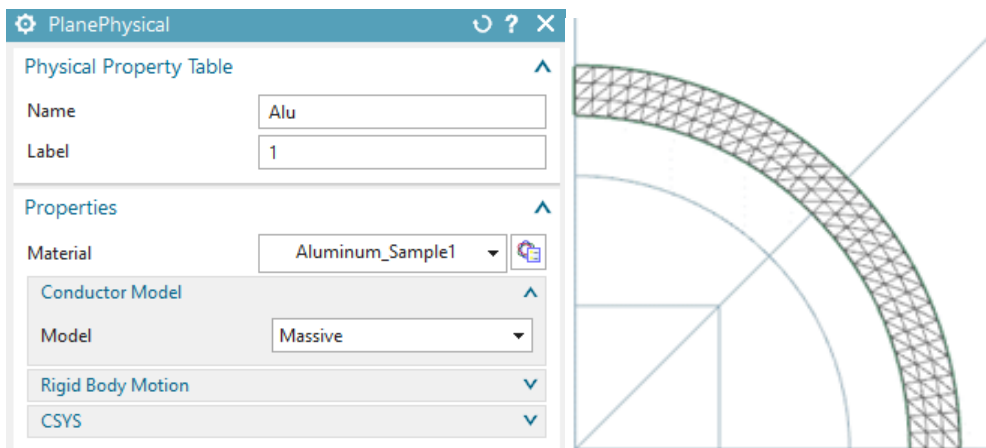 PlanePhysical ?
Physical Property Table
Name Alu
Label 1
Properties
Material Aluminum_Sample1
Conductor Model
Model Massive
Rigid Body Motion
CSYS